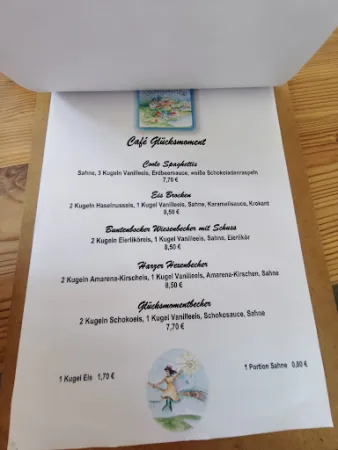 Café Glücksmoment
Coole Spaghettis
Sahne, 3 Kugeln Vanilleeis, Erdbeersauce, weiße Schokoladenraspeln
7,70 €
Eis Brocken
2 Kugeln Haselnusseis, 1 Kugel Vanilleeis, Sahne, Karamellsauce, Krokant
8,50 €
Buntenbocker Wiesenbecher mit Schuss
2 Kugeln Eierliköreis, 1 Kugel Vanilleeis, Sahne, Eierlikör
8,50 €
Harzer Hexenbecher
2 Kugeln Amarena-Kirscheis, 1 Kugel Vanilleeis, Amarena-Kirschen, Sahne
8,50 €
Glücksmomentbecher
2 Kugeln Schokoeis, 1 Kugel Vanilleeis, Schokosauce, Sahne
7,70 €
1 Kugel Eis 1,70 €
1 Portion Sahne 0,80 €